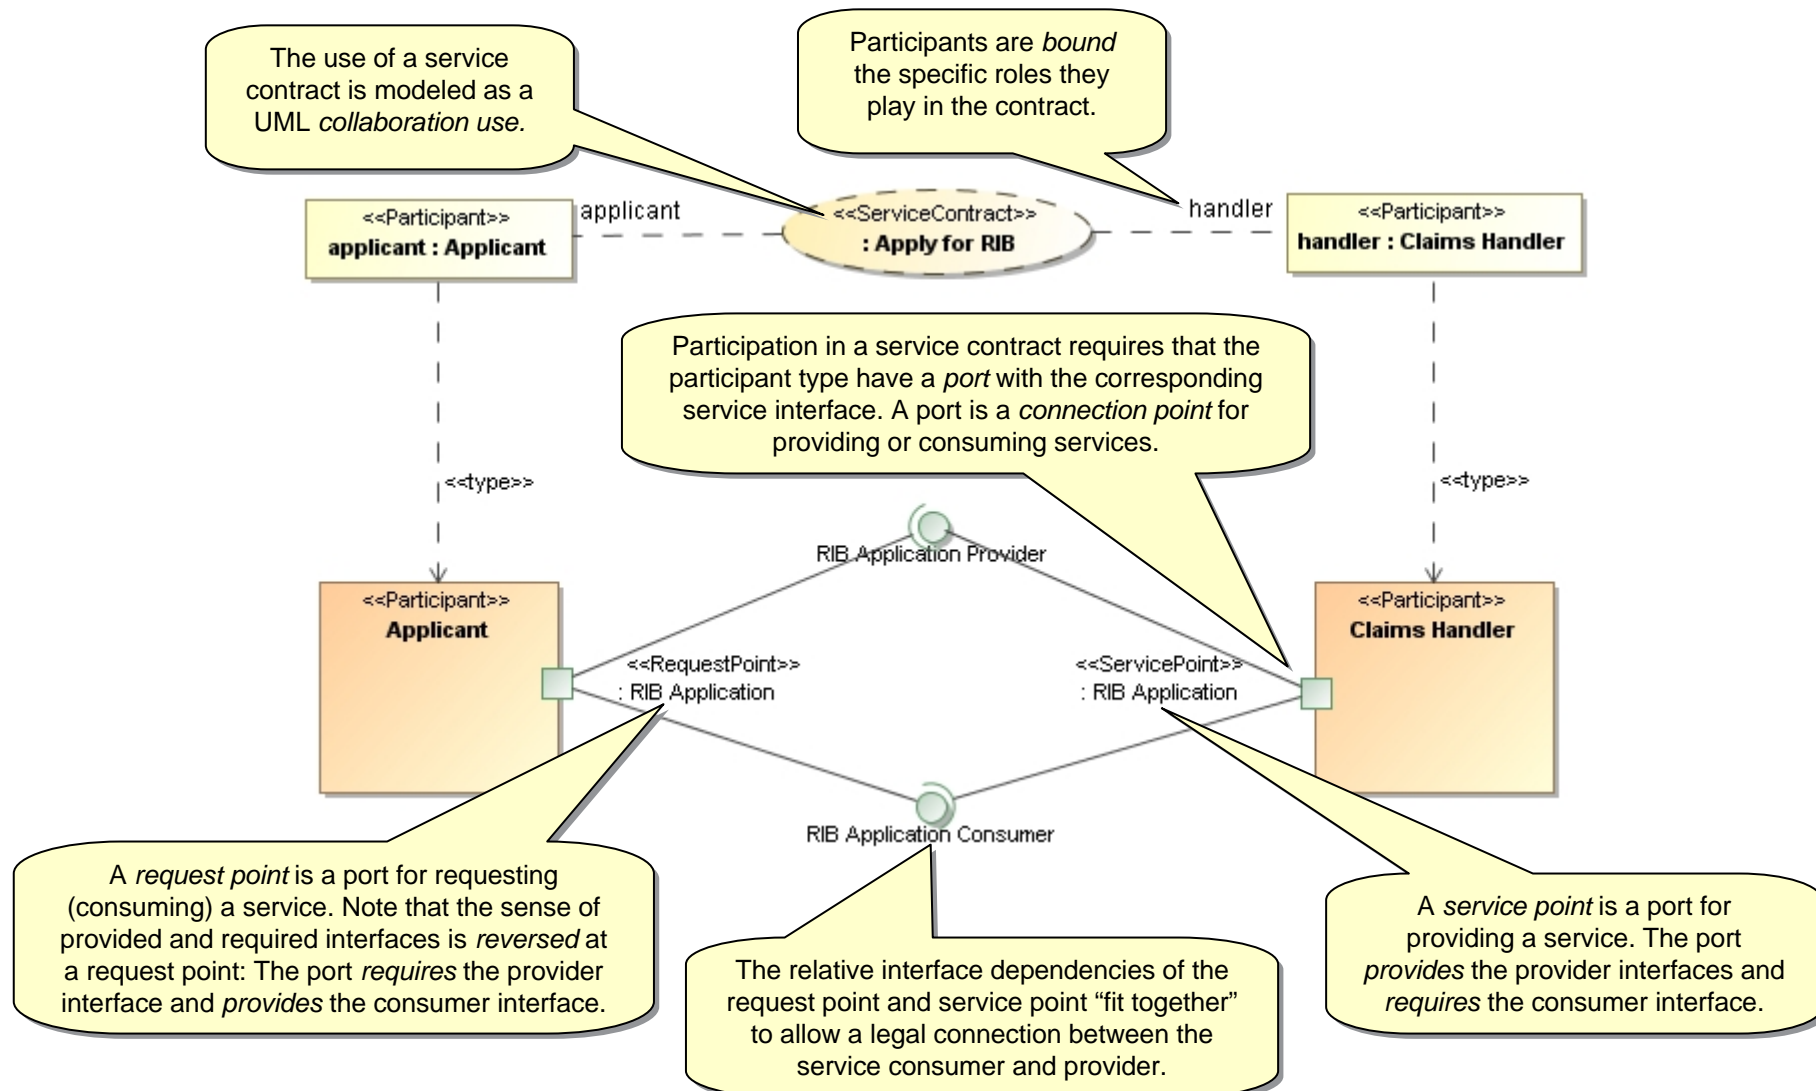 The use of a service
contract is modeled as a
UML collaboration use.
Participants are bound
the specific roles they
play in the contract.
<<Participant>>
applicant : Applicant
applicant
<<ServiceContract>>
: Apply for RIB
handler
<<Participant>>
handler : Claims Handler
Participation in a service contract requires that the
participant type have a port with the corresponding
service interface. A port is a connection point for
providing or consuming services.
<<type>>
<<type>>
RIB Application Provider
<<Participant>>
Applicant
<<Participant>>
Claims Handler
<<RequestPoint>>
: RIB Application
<<ServicePoint>>
: RIB Application
RIB Application Consumer
A request point is a port for requesting
(consuming) a service. Note that the sense of
provided and required interfaces is reversed at
a request point: The port requires the provider
interface and provides the consumer interface.
The relative interface dependencies of the
request point and service point “fit together”
to allow a legal connection between the
service consumer and provider.
A service point is a port for
providing a service. The port
provides the provider interfaces and
requires the consumer interface.